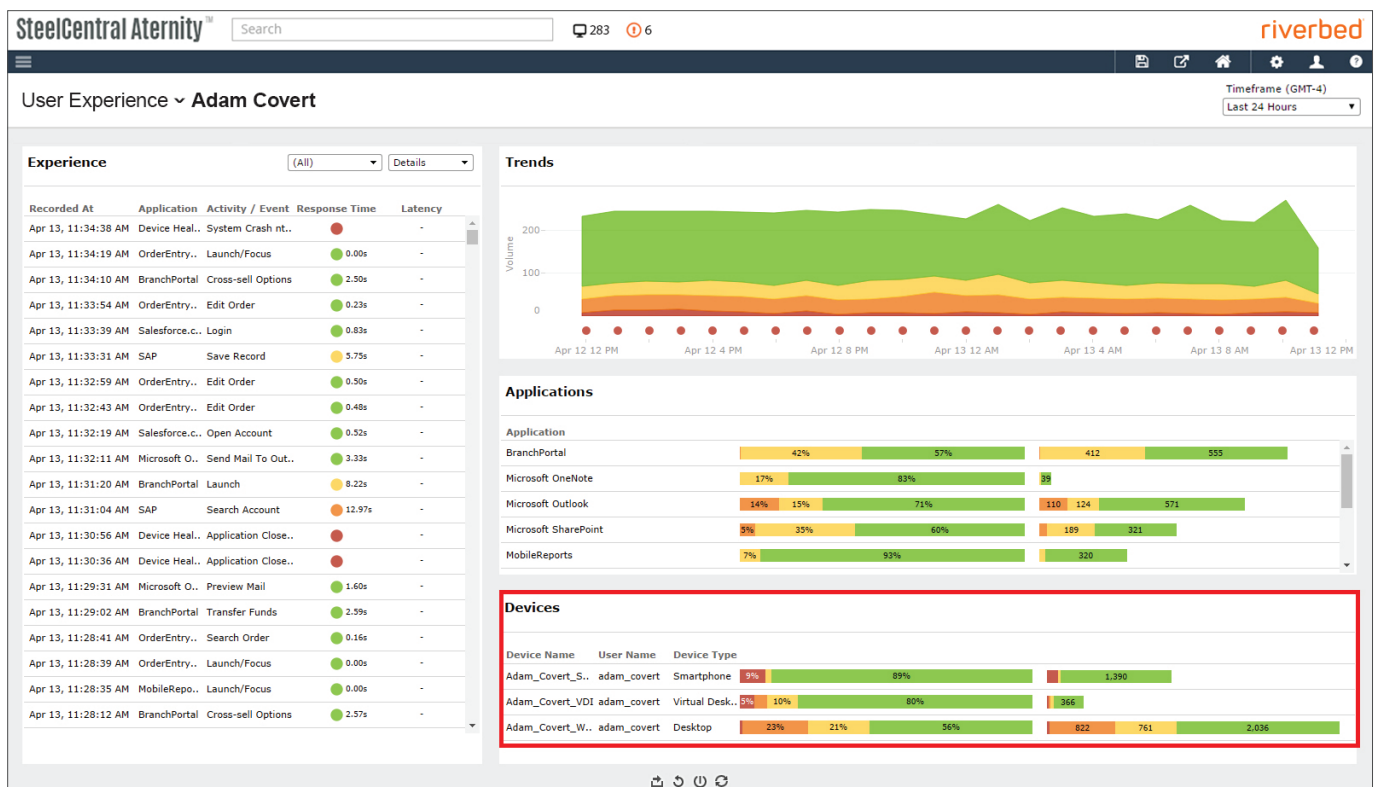 SteelCentral Aternity™ Search 283 6 riverbed
User Experience Adam Covert
Timeframe (GMT-4)
Last 24 Hours
Experience (All) Details
Recorded At Application Activity / Event Response Time Latency
Apr 13, 11:34:38 AM Device Heal.. System Crash nt.. -
Apr 13, 11:34:19 AM OrderEntry.. Launch/Focus 0.00s -
Apr 13, 11:34:10 AM BranchPortal Cross-sell Options 2.50s -
Apr 13, 11:33:54 AM OrderEntry.. Edit Order 0.23s -
Apr 13, 11:33:39 AM Salesforce.c.. Login 0.83s -
Apr 13, 11:33:31 AM SAP Save Record 5.75s -
Apr 13, 11:32:59 AM OrderEntry.. Edit Order 0.50s -
Apr 13, 11:32:43 AM OrderEntry.. Edit Order 0.48s -
Apr 13, 11:32:19 AM Salesforce.c.. Open Account 0.52s -
Apr 13, 11:32:11 AM Microsoft O.. Send Mail To Out.. 3.33s -
Apr 13, 11:31:20 AM BranchPortal Launch 8.22s -
Apr 13, 11:31:04 AM SAP Search Account 12.97s -
Apr 13, 11:30:56 AM Device Heal.. Application Close.. -
Apr 13, 11:30:36 AM Device Heal.. Application Close.. -
Apr 13, 11:29:31 AM Microsoft O.. Preview Mail 1.60s -
Apr 13, 11:29:02 AM BranchPortal Transfer Funds 2.59s -
Apr 13, 11:28:41 AM OrderEntry.. Search Order 0.16s -
Apr 13, 11:28:39 AM OrderEntry.. Launch/Focus 0.00s -
Apr 13, 11:28:35 AM MobileRepo.. Launch/Focus 0.00s -
Apr 13, 11:28:12 AM BranchPortal Cross-sell Options 2.57s -
Trends
Volume
200
100
0
Apr 12 12 PM Apr 12 4 PM Apr 12 8 PM Apr 13 12 AM Apr 13 4 AM Apr 13 8 AM Apr 13 12 PM
Applications
Application
BranchPortal 42% 57% 412 555
Microsoft OneNote 17% 83% 39
Microsoft Outlook 14% 15% 71% 110 124 571
Microsoft SharePoint 5% 35% 60% 189 321
MobileReports 7% 93% 320
Devices
Device Name User Name Device Type
Adam_Covert_S.. adam_covert Smartphone 9% 89% 1,390
Adam_Covert_VDI adam_covert Virtual Desk.. 5% 10% 80% 366
Adam_Covert_W.. adam_covert Desktop 23% 21% 56% 822 761 2,036